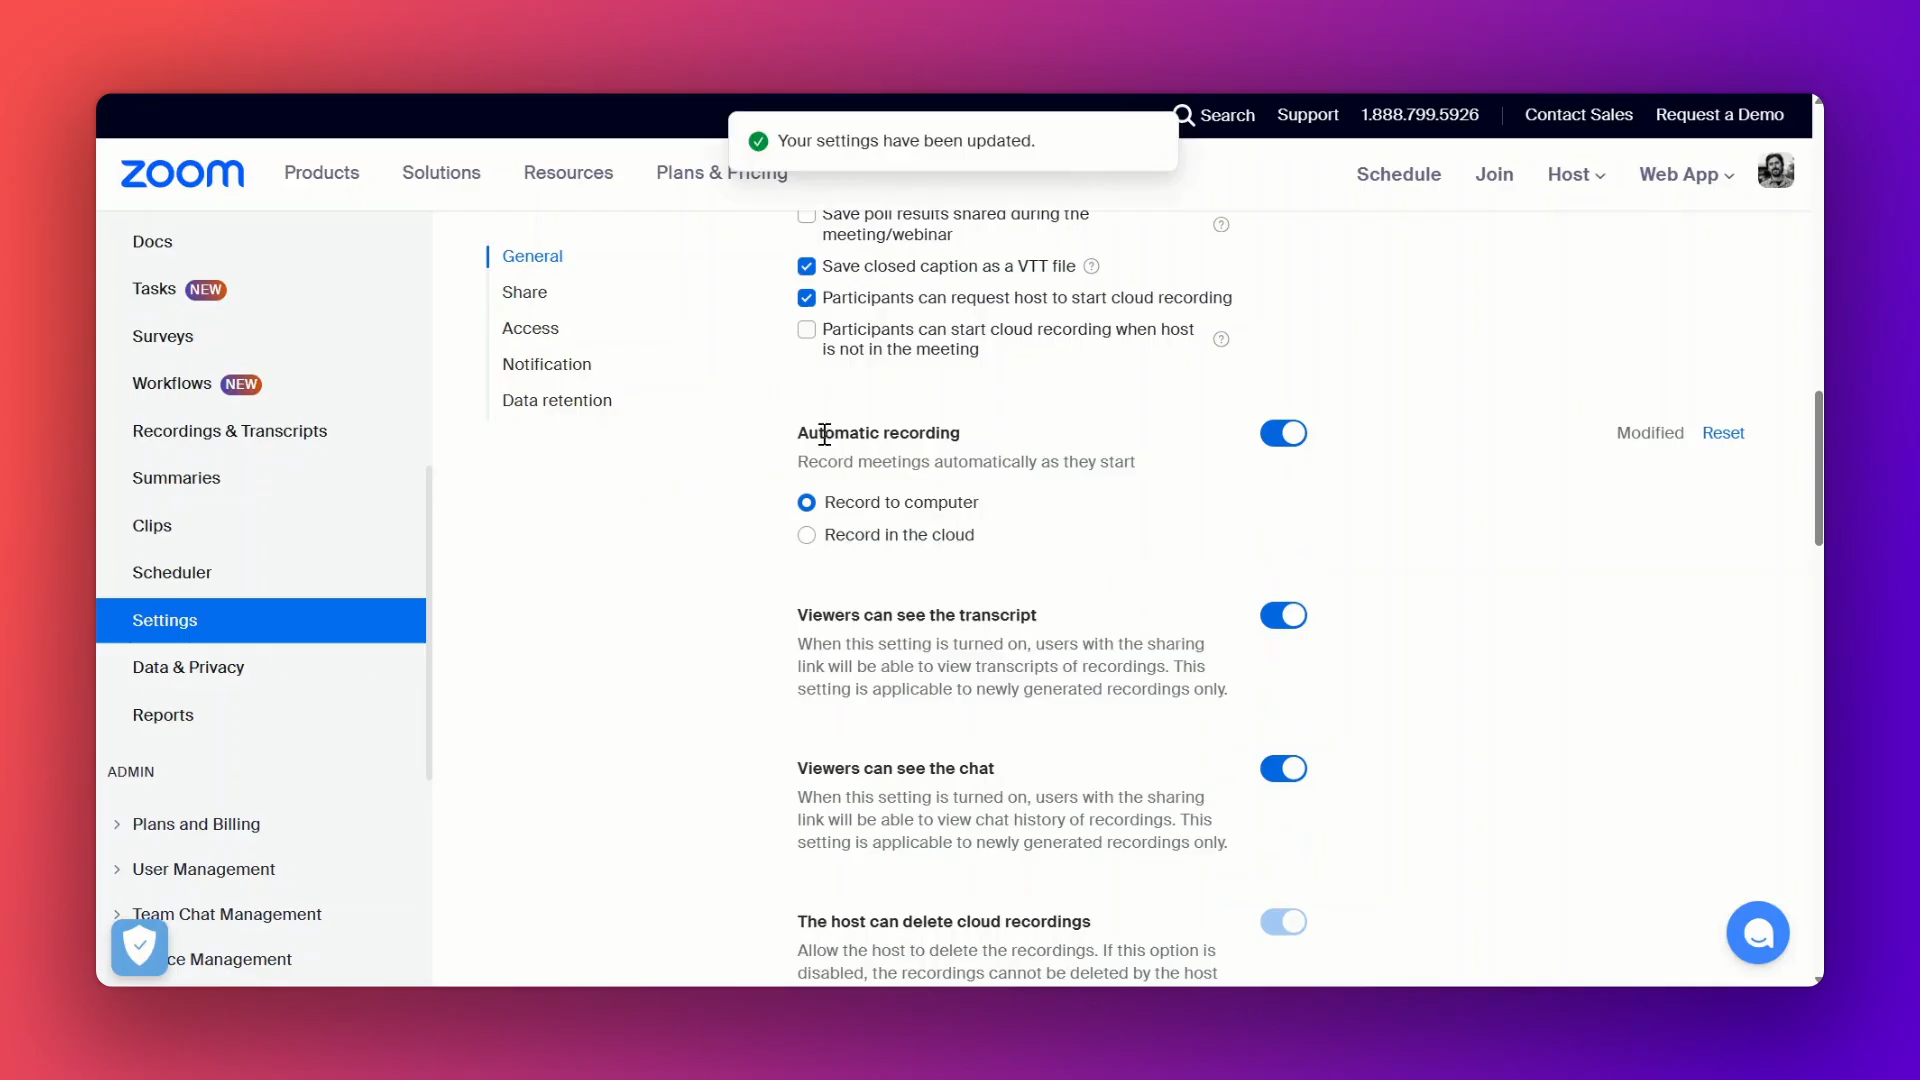 Search Support 1.888.799.5926 Contact Sales Request a Demo
Your settings have been updated.
zoom Products Solutions Resources Plans & Pricing Schedule Join Host Web App
Docs
Tasks NEW
Surveys
Workflows NEW
Recordings & Transcripts
Summaries
Clips
Scheduler
Settings
Data & Privacy
Reports
ADMIN
Plans and Billing
User Management
Team Chat Management
ce Management
General
Share
Access
Notification
Data retention
Save poll results shared during the
meeting/webinar
Save closed caption as a VTT file
Participants can request host to start cloud recording
Participants can start cloud recording when host
is not in the meeting
Automatic recording Modified Reset
Record meetings automatically as they start
Record to computer
Record in the cloud
Viewers can see the transcript
When this setting is turned on, users with the sharing
link will be able to view transcripts of recordings. This
setting is applicable to newly generated recordings only.
Viewers can see the chat
When this setting is turned on, users with the sharing
link will be able to view chat history of recordings. This
setting is applicable to newly generated recordings only.
The host can delete cloud recordings
Allow the host to delete the recordings. If this option is
disabled, the recordings cannot be deleted by the host